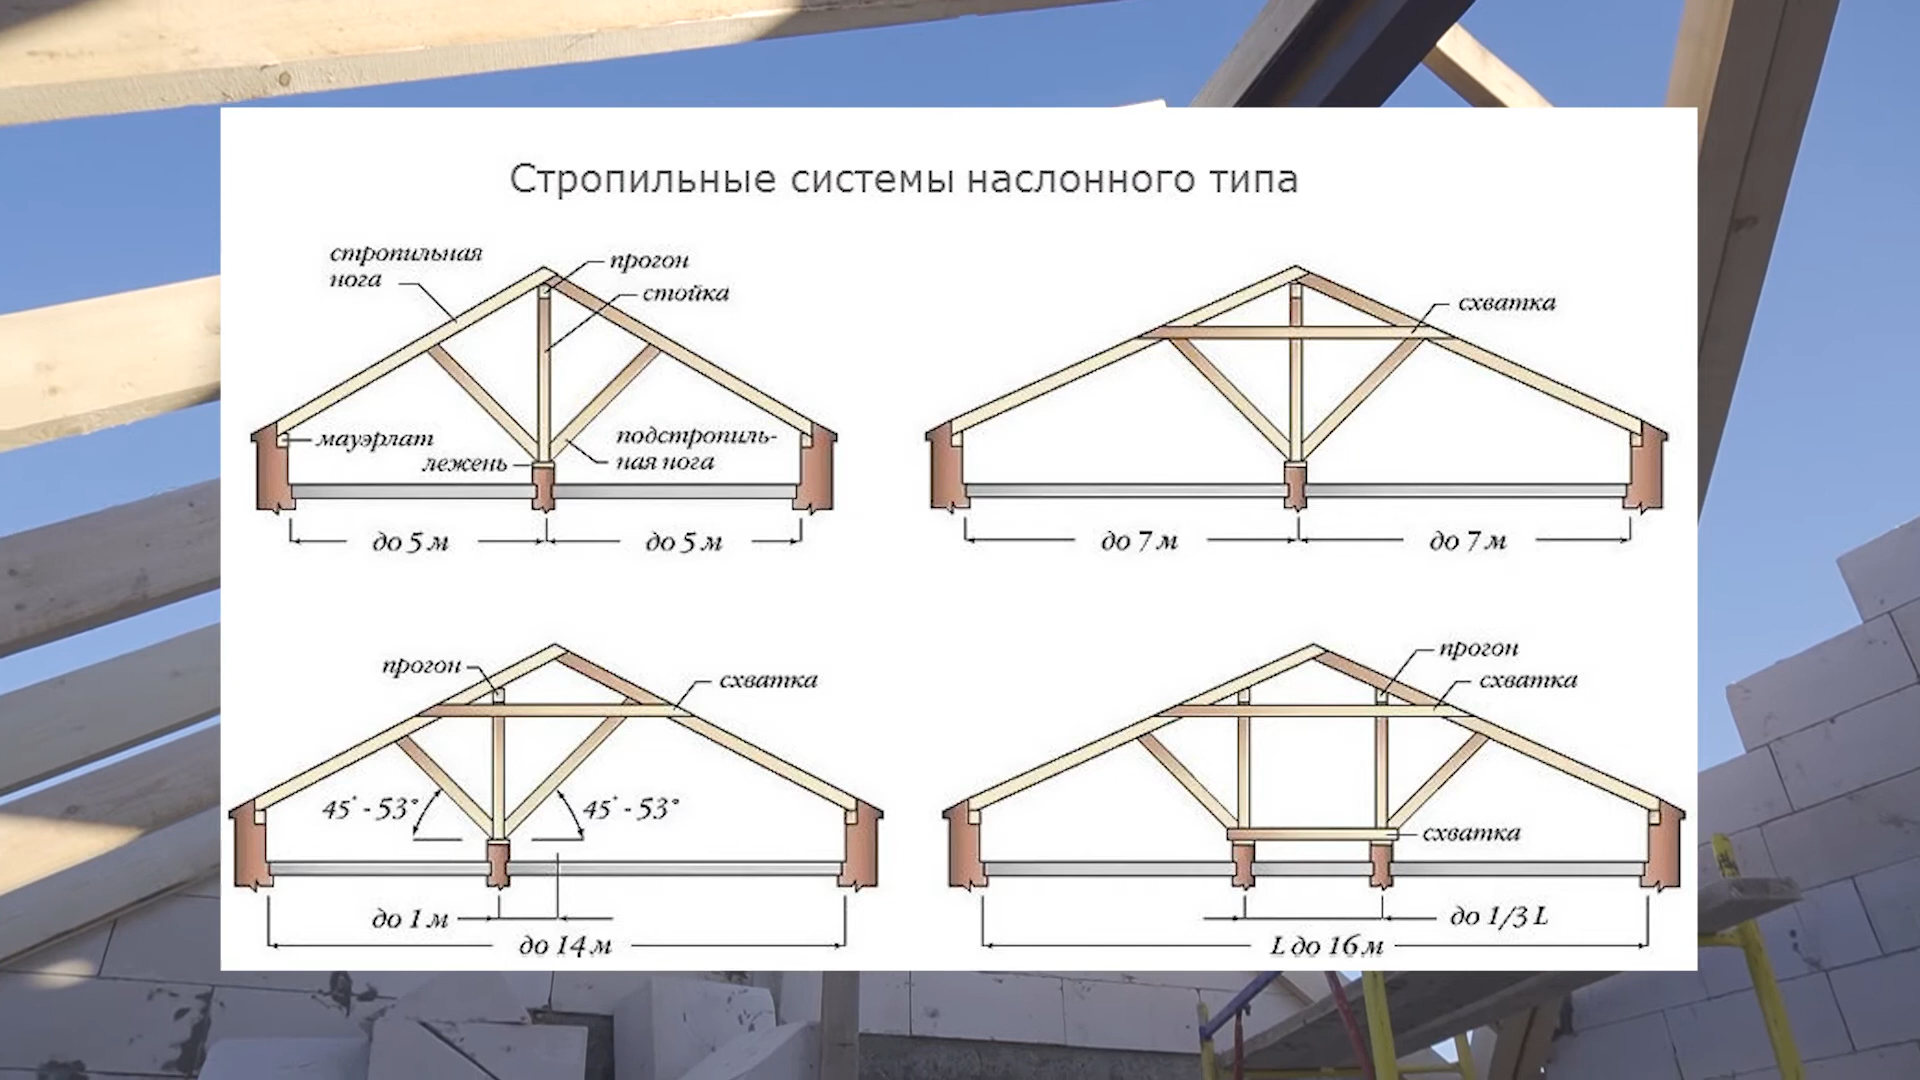 Стропильные системы наслонного типа
стропильная
нога
прогон
стойка
мауэрлат
лежень
подстропиль-
ная нога
до 5 м
до 5 м
схватка
до 7 м
до 7 м
прогон
схватка
45° - 53°
45° - 53°
до 1 м
до 14 м
прогон
схватка
схватка
до 1/3 L
L до 16 м